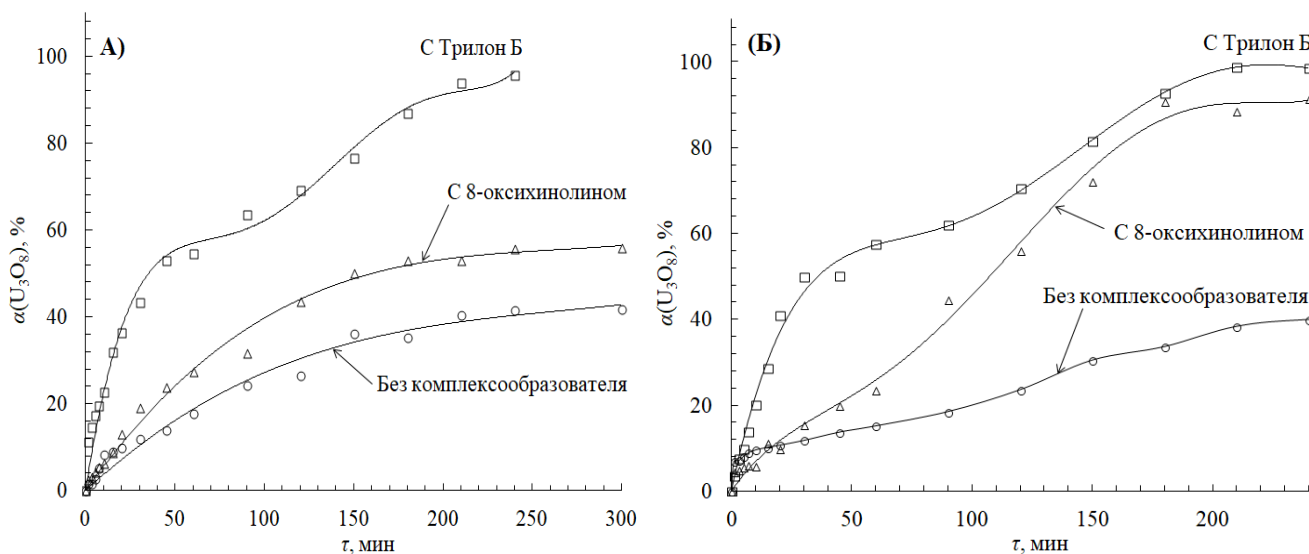 А)
С Трилон Б
С 8-оксихинолином
Без комплексообразователя
α(U₃O₈), %
100
80
60
40
20
0
0 50 100 150 200 250 300
τ, мин
(Б)
С Трилон Б
С 8-оксихинолином
Без комплексообразователя
α(U₃O₈), %
100
80
60
40
20
0
0 50 100 150 200
τ, мин